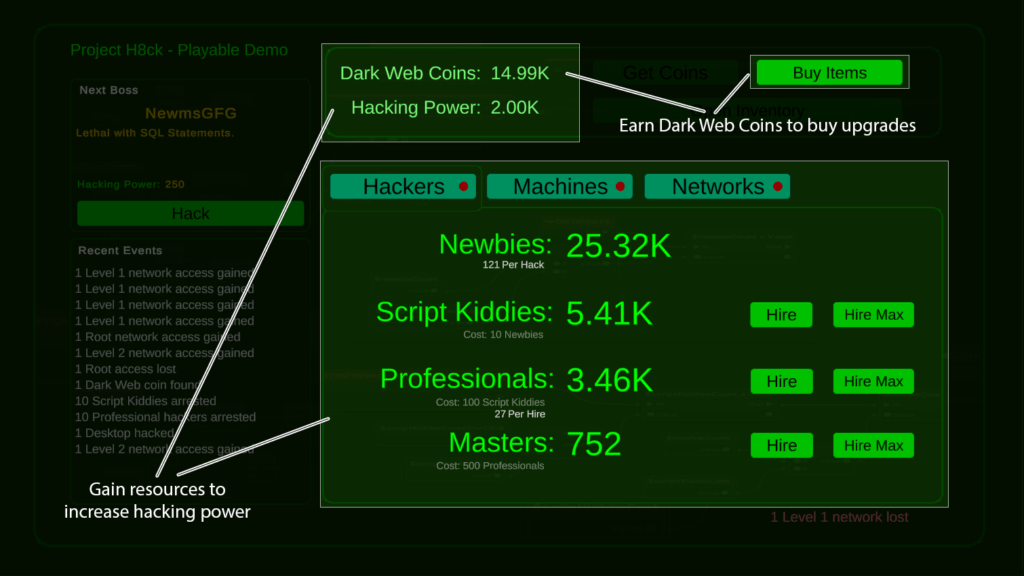 Project H8ck - Playable Demo
Next Boss
NewmsGFG
Lethal with SQL Statements.
Hacking Power: 250
Hack
Recent Events
1 Level 1 network access gained
1 Level 1 network access gained
1 Level 1 network access gained
1 Level 1 network access gained
1 Root network access gained
1 Level 2 network access gained
1 Root access lost
1 Dark Web coin found
10 Script Kiddies arrested
10 Professional hackers arrested
1 Desktop hacked
1 Level 2 network access gained
Gain resources to
increase hacking power
Dark Web Coins: 14.99K
Hacking Power: 2.00K
Get Coins
Buy Items
Inventory
Earn Dark Web Coins to buy upgrades
Hackers
Machines
Networks
Newbies: 25.32K
121 Per Hack
Script Kiddies: 5.41K
Cost: 10 Newbies
Hire
Hire Max
Professionals: 3.46K
Cost: 100 Script Kiddies
27 Per Hire
Hire
Hire Max
Masters: 752
Cost: 500 Professionals
Hire
Hire Max
1 Level 1 network lost